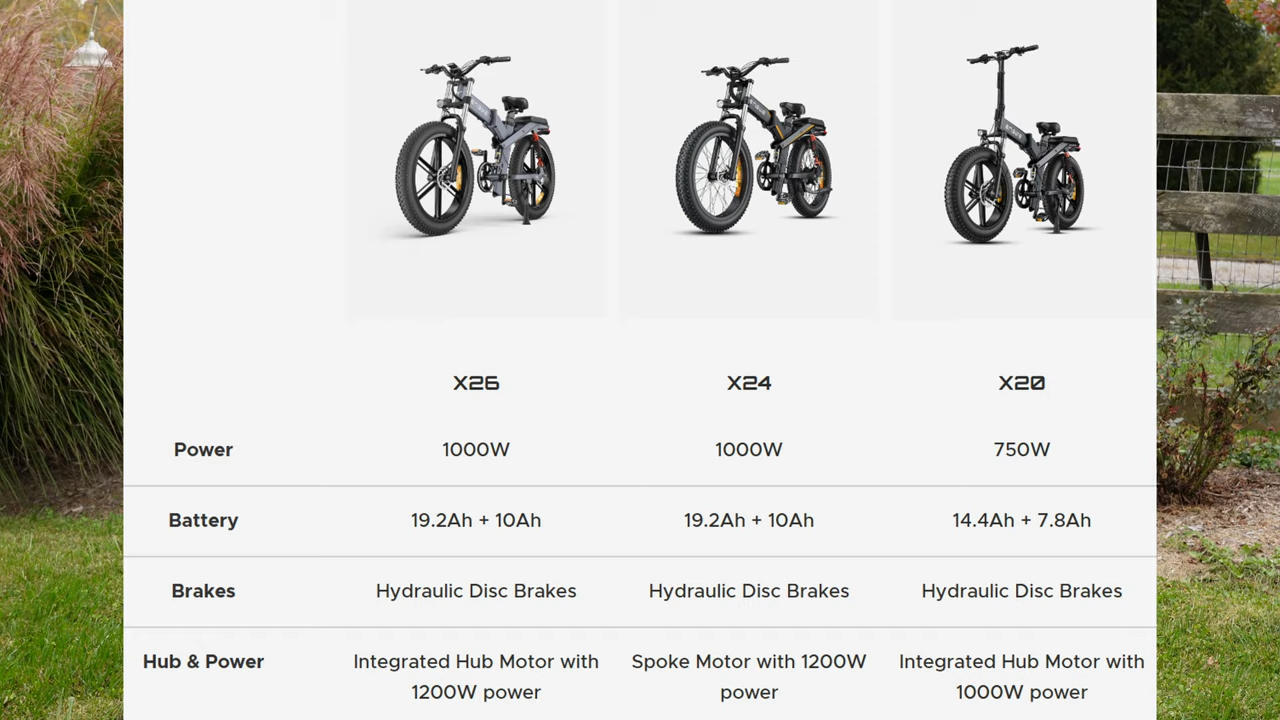 X26 X24 X20
Power 1000W 1000W 750W
Battery 19.2Ah + 10Ah 19.2Ah + 10Ah 14.4Ah + 7.8Ah
Brakes Hydraulic Disc Brakes Hydraulic Disc Brakes Hydraulic Disc Brakes
Hub & Power Integrated Hub Motor with Spoke Motor with 1200W Integrated Hub Motor with
1200W power power 1000W power